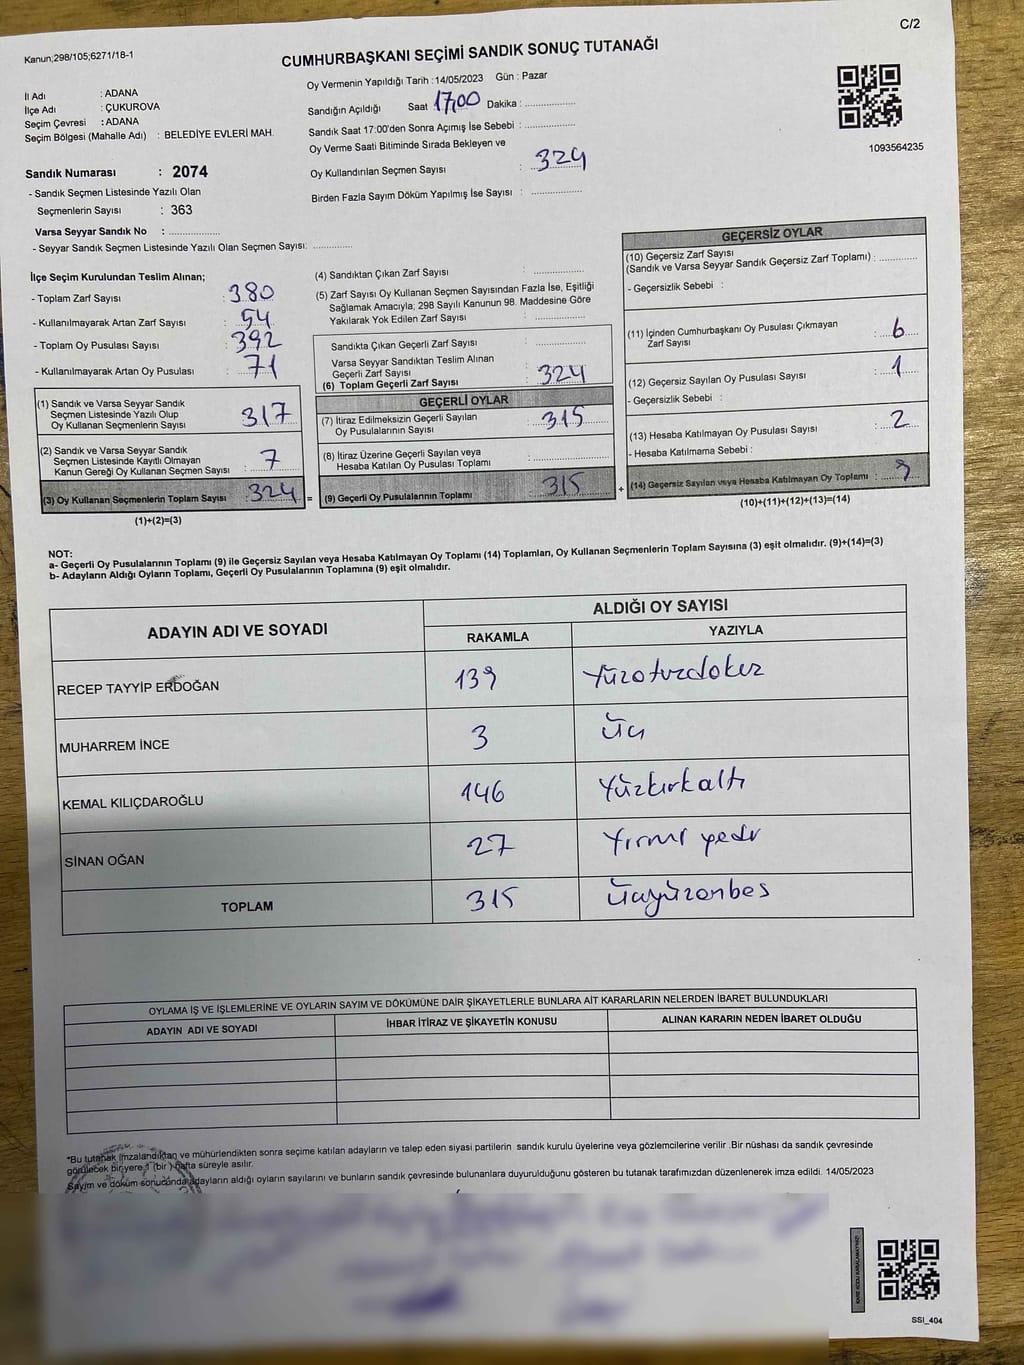 C/2
Kanun;298/105;6271/18-1
CUMHURBAŞKANI SEÇİMİ SANDIK SONUÇ TUTANAĞI
İl Adı : ADANA
İlçe Adı : ÇUKUROVA
Seçim Çevresi : ADANA
Seçim Bölgesi (Mahalle Adı) : BELEDİYE EVLERİ MAH.
Sandık Numarası : 2074
- Sandık Seçmen Listesinde Yazılı Olan
Seçmenlerin Sayısı : 363
Varsa Seyyar Sandık No : ..............
- Seyyar Sandık Seçmen Listesinde Yazılı Olan Seçmen Sayısı: ............
Oy Vermenin Yapıldığı Tarih : 14/05/2023 Gün : Pazar
Sandığın Açıldığı Saat 17,00 Dakika : ..............
Sandık Saat 17:00'den Sonra Açımış İse Sebebi : ..............
Oy Verme Saati Bitiminde Sırada Bekleyen ve
Oy Kullandırılan Seçmen Sayısı : 324
Birden Fazla Sayım Döküm Yapılmış İse Sayısı : ..............
1093564235
İlçe Seçim Kurulundan Teslim Alınan;
- Toplam Zarf Sayısı : 380
- Kullanılmayarak Artan Zarf Sayısı : 54
- Toplam Oy Pusulası Sayısı : 392
- Kullanılmayarak Artan Oy Pusulası : 71
(1) Sandık ve Varsa Seyyar Sandık
Seçmen Listesinde Yazılı Olup
Oy Kullanan Seçmenlerin Sayısı : 317
(2) Sandık ve Varsa Seyyar Sandık
Seçmen Listesinde Kayıtlı Olmayan
Kanun Gereği Oy Kullanan Seçmen Sayısı : 7
(3) Oy Kullanan Seçmenlerin Toplam Sayısı : 324 =
(1)+(2)=(3)
(4) Sandıktan Çıkan Zarf Sayısı : ..............
(5) Zarf Sayısı Oy Kullanan Seçmen Sayısından Fazla İse, Eşitliği
Sağlamak Amacıyla; 298 Sayılı Kanunun 98. Maddesine Göre
Yakılarak Yok Edilen Zarf Sayısı : ..............
Sandıkta Çıkan Geçerli Zarf Sayısı : ..............
Varsa Seyyar Sandıktan Teslim Alınan
Geçerli Zarf Sayısı : ..............
(6) Toplam Geçerli Zarf Sayısı : 324
GEÇERLİ OYLAR
(7) İtiraz Edilmeksizin Geçerli Sayılan
Oy Pusulalarının Sayısı : 315
(8) İtiraz Üzerine Geçerli Sayılan veya
Hesaba Katılan Oy Pusulası Toplamı : ..............
(9) Geçerli Oy Pusulalarının Toplamı : 315 +
GEÇERSİZ OYLAR
(10) Geçersiz Zarf Sayısı
(Sandık ve Varsa Seyyar Sandık Geçersiz Zarf Toplamı) : ..............
- Geçersizlik Sebebi :
(11) İçinden Cumhurbaşkanı Oy Pusulası Çıkmayan
Zarf Sayısı : 6
(12) Geçersiz Sayılan Oy Pusulası Sayısı : 1
- Geçersizlik Sebebi :
(13) Hesaba Katılmayan Oy Pusulası Sayısı : 2
- Hesaba Katılmama Sebebi :
(14) Geçersiz Sayılan veya Hesaba Katılmayan Oy Toplamı : 9
(10)+(11)+(12)+(13)=(14)
NOT:
a- Geçerli Oy Pusulalarının Toplamı (9) ile Geçersiz Sayılan veya Hesaba Katılmayan Oy Toplamı (14) Toplamları, Oy Kullanan Seçmenlerin Toplam Sayısına (3) eşit olmalıdır. (9)+(14)=(3)
b- Adayların Aldığı Oyların Toplamı, Geçerli Oy Pusulalarının Toplamına (9) eşit olmalıdır.
ADAYIN ADI VE SOYADI
ALDIĞI OY SAYISI
RAKAMLA YAZIYLA
RECEP TAYYİP ERDOĞAN 139 Yüzotuzdokuz
MUHARREM İNCE 3 Üç
KEMAL KILIÇDAROĞLU 146 Yüzkırkaltı
SİNAN OĞAN 27 Yirmi yedi
TOPLAM 315 Üçyüzonbeş
OYLAMA İŞ VE İŞLEMLERİNE VE OYLARIN SAYIM VE DÖKÜMÜNE DAİR ŞİKAYETLERLE BUNLARA AİT KARARLARIN NELERDEN İBARET BULUNDUKLARI
ADAYIN ADI VE SOYADI İHBAR İTİRAZ VE ŞİKAYETİN KONUSU ALINAN KARARIN NEDEN İBARET OLDUĞU
*Bu tutanak imzalandıktan ve mühürlendikten sonra seçime katılan adayların ve talep eden siyasi partilerin sandık kurulu üyelerine veya gözlemcilerine verilir .Bir nüshası da sandık çevresinde
görülecek bir yere 1 (bir ) hafta süreyle asılır.
Sayım ve döküm sonucunda adayların aldığı oyların sayılarını ve bunların sandık çevresinde bulunanlara duyurulduğunu gösteren bu tutanak tarafımızdan düzenlenerek imza edildi. 14/05/2023
SSİ_404